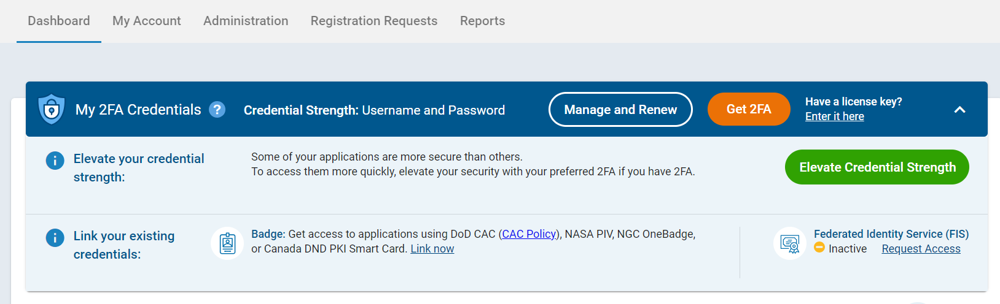 Dashboard My Account Administration Registration Requests Reports
My 2FA Credentials ? Credential Strength: Username and Password Manage and Renew Get 2FA
Have a license key?
Enter it here
Elevate your credential
strength:
Some of your applications are more secure than others.
To access them more quickly, elevate your security with your preferred 2FA if you have 2FA.
Elevate Credential Strength
Link your existing
credentials:
Badge: Get access to applications using DoD CAC (CAC Policy), NASA PIV, NGC OneBadge,
or Canada DND PKI Smart Card. Link now
Federated Identity Service (FIS)
Inactive Request Access